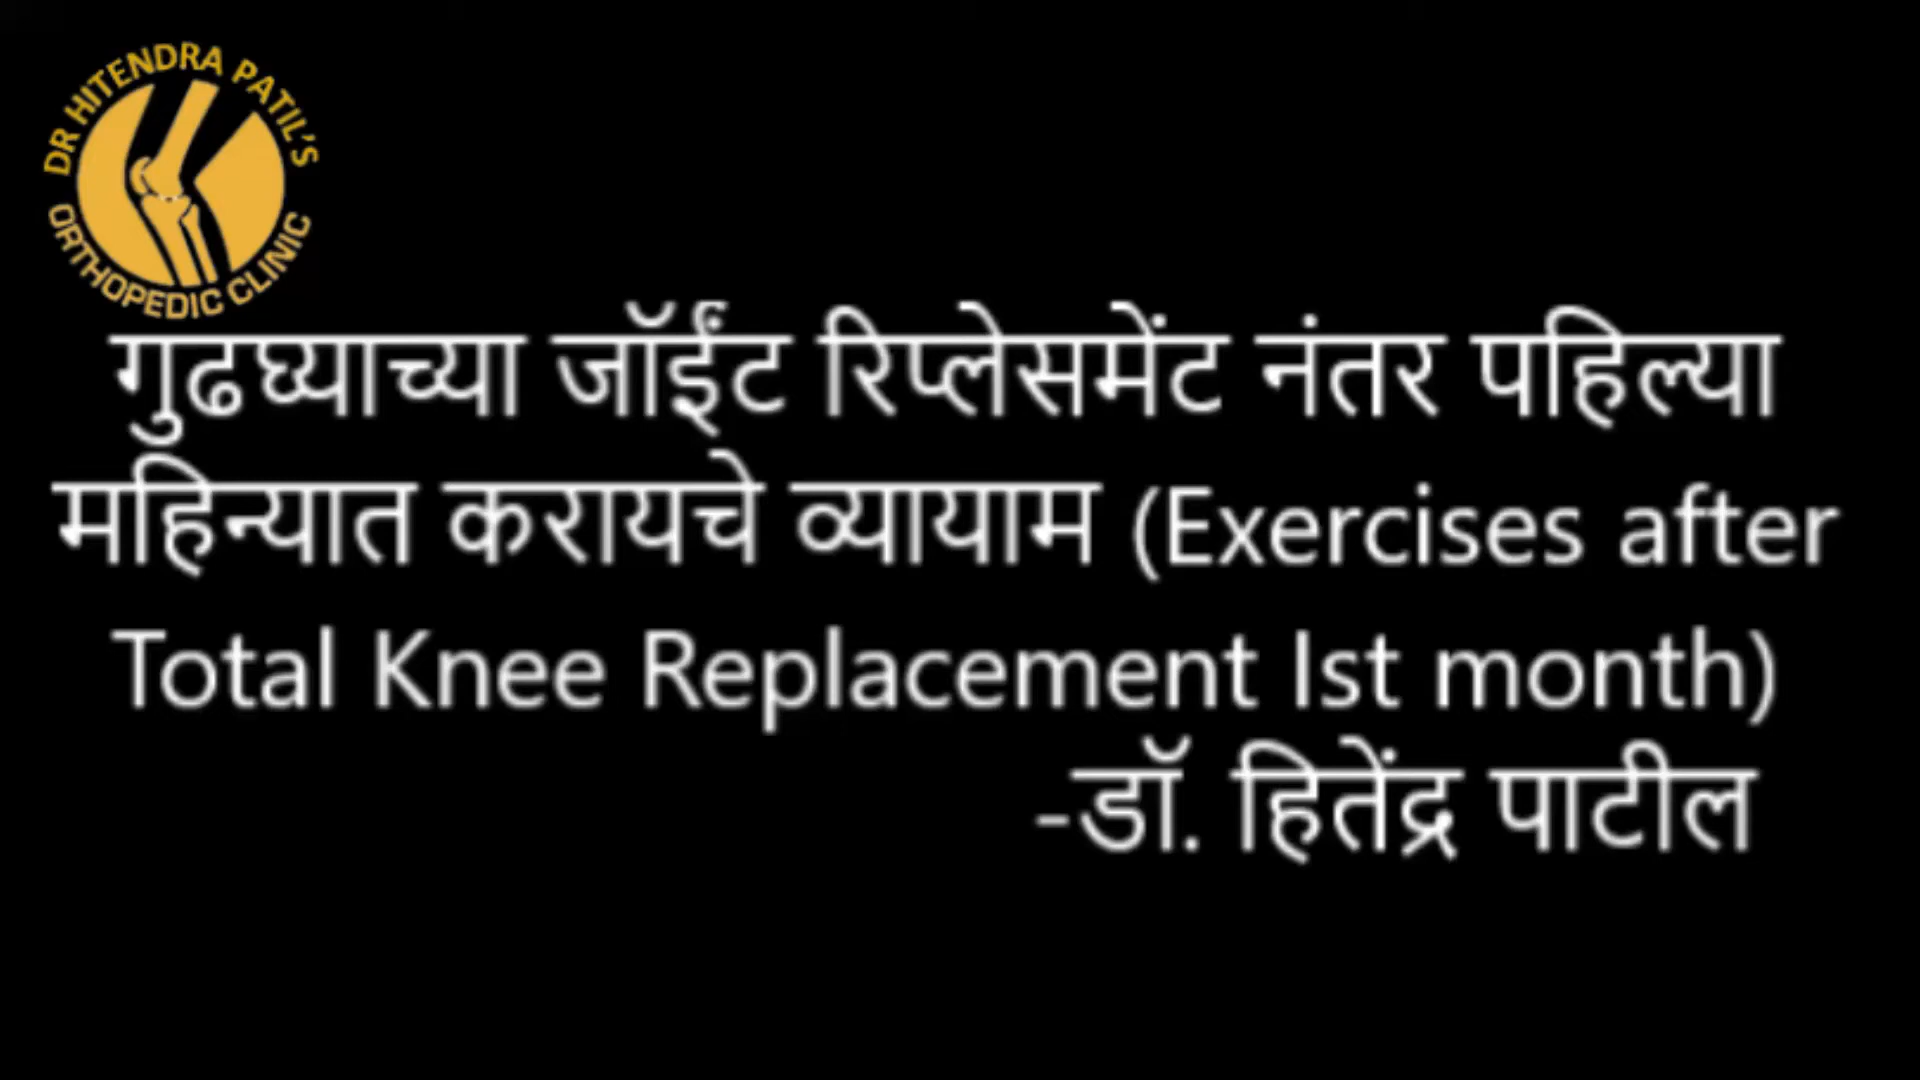 DR HITENDRA PATIL'S
ORTHOPEDIC CLINIC
गुढघ्याच्या जॉईंट रिप्लेसमेंट नंतर पहिल्या
महिन्यात करायचे व्यायाम (Exercises after
Total Knee Replacement Ist month)
-डॉ. हितेंद्र पाटील